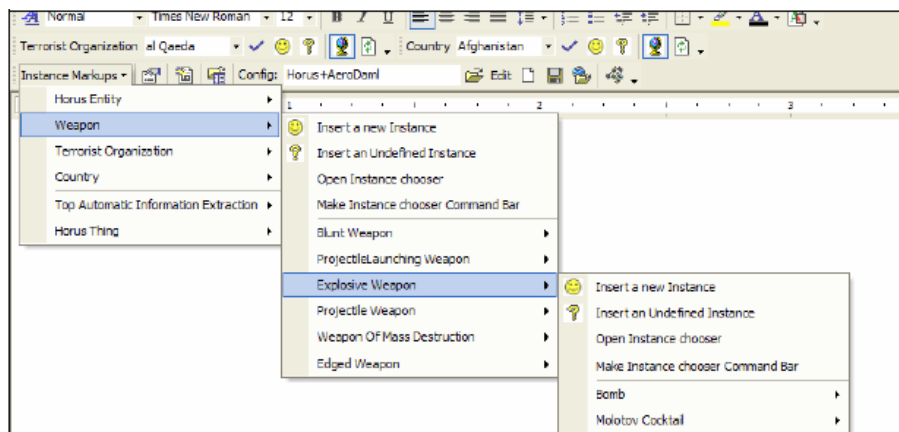 Normal Times New Roman 12 B I U
Terrorist Organization al Qaeda Country Afghanistan
Instance Markups Config: Horus+AeroDaml Edit
1 2 3
Horus Entity
Weapon
Terrorist Organization
Country
Top Automatic Information Extraction
Horus Thing
Insert a new Instance
Insert an Undefined Instance
Open Instance chooser
Make Instance chooser Command Bar
Blunt Weapon
ProjectileLaunching Weapon
Explosive Weapon
Projectile Weapon
Weapon Of Mass Destruction
Edged Weapon
Insert a new Instance
Insert an Undefined Instance
Open Instance chooser
Make Instance chooser Command Bar
Bomb
Molotov Cocktail